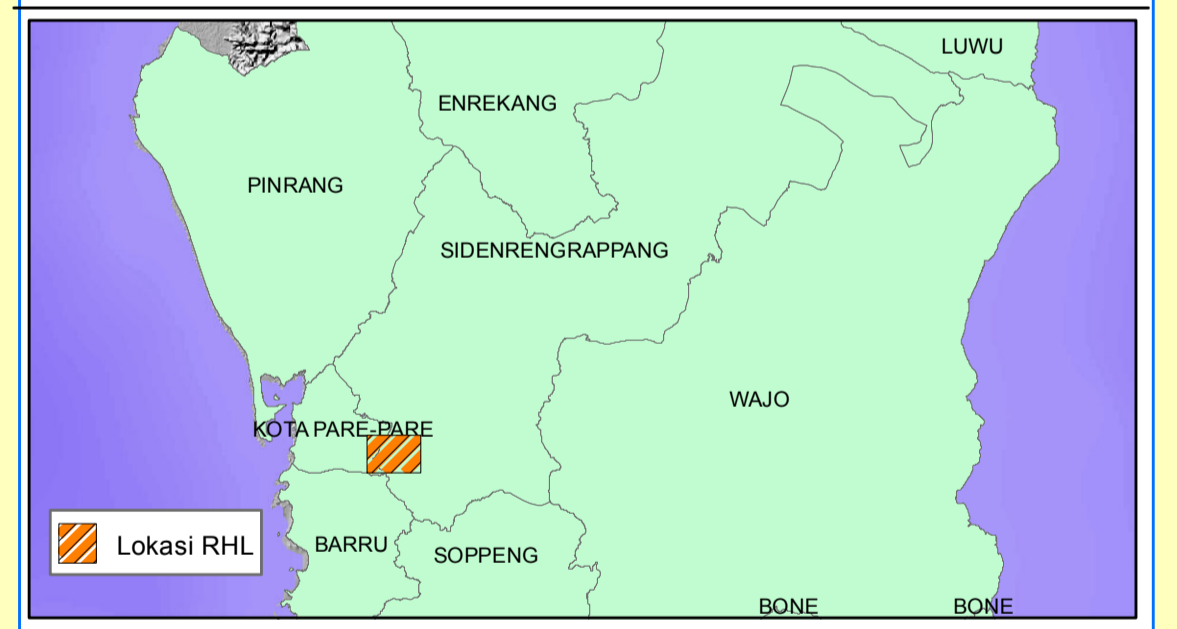 LUWU
ENREKANG
PINRANG
SIDENRENGRAPPANG
WAJO
KOTA PARE-PARE
Lokasi RHL
BARRU
SOPPENG
BONE
BONE